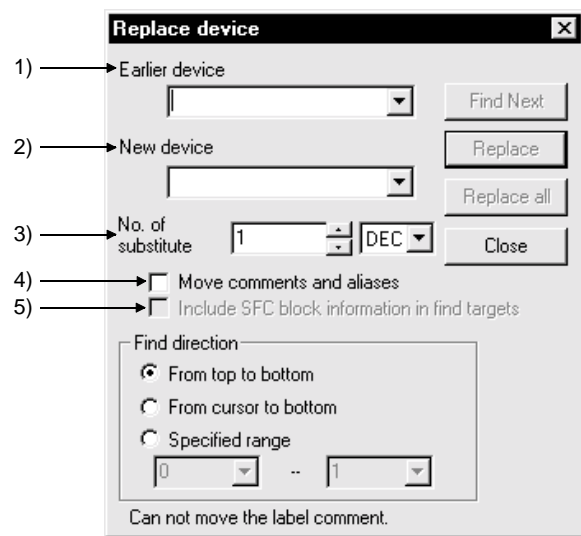 Replace device
1) Earlier device
Find Next
2) New device
Replace
Replace all
3) No. of
substitute
1
DEC
Close
4) Move comments and aliases
5) Include SFC block information in find targets
Find direction
From top to bottom
From cursor to bottom
Specified range
0 -- 1
Can not move the label comment.